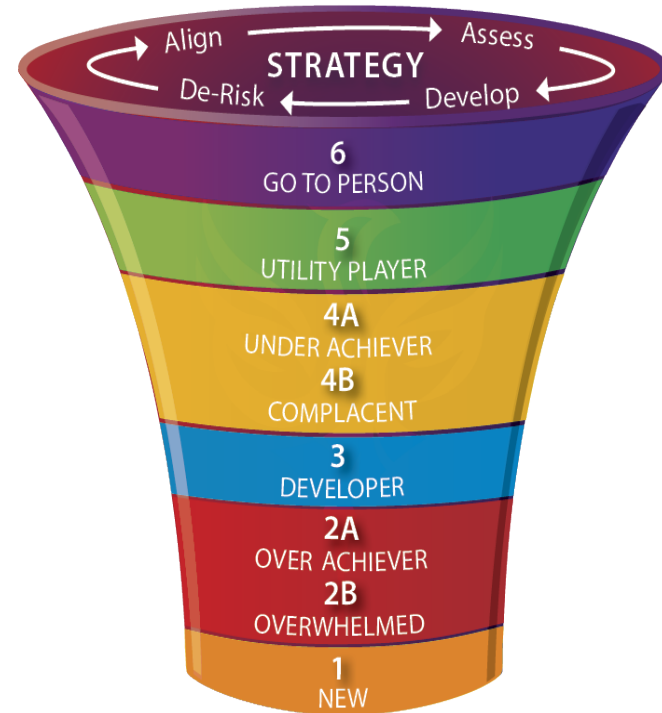 Align
Assess
STRATEGY
De-Risk
Develop
6
GO TO PERSON
5
UTILITY PLAYER
4A
UNDER ACHIEVER
4B
COMPLACENT
3
DEVELOPER
2A
OVER ACHIEVER
2B
OVERWHELMED
1
NEW